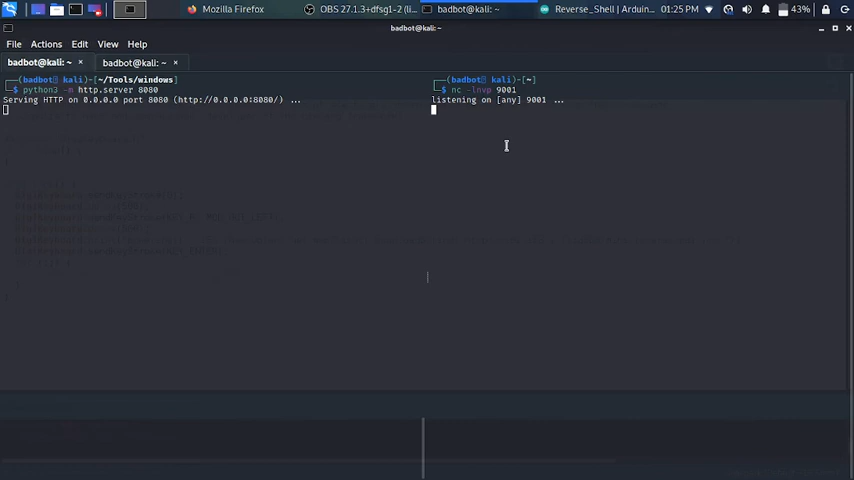 Mozilla Firefox
OBS 27.1.3+dfsg1-2 (li...
badbot@kali: ~
Reverse_Shell | Arduin...
01:25 PM
43%
badbot@kali: ~
File Actions Edit View Help
badbot@kali: ~ ×
badbot@kali: ~ ×
(badbot㉿kali)-[~/Tools/windows]
$ python3 -m http.server 8080
Serving HTTP on 0.0.0.0 port 8080 (http://0.0.0.0:8080/) ...
(badbot㉿kali)-[~]
$ nc -lnvp 9001
listening on [any] 9001 ...